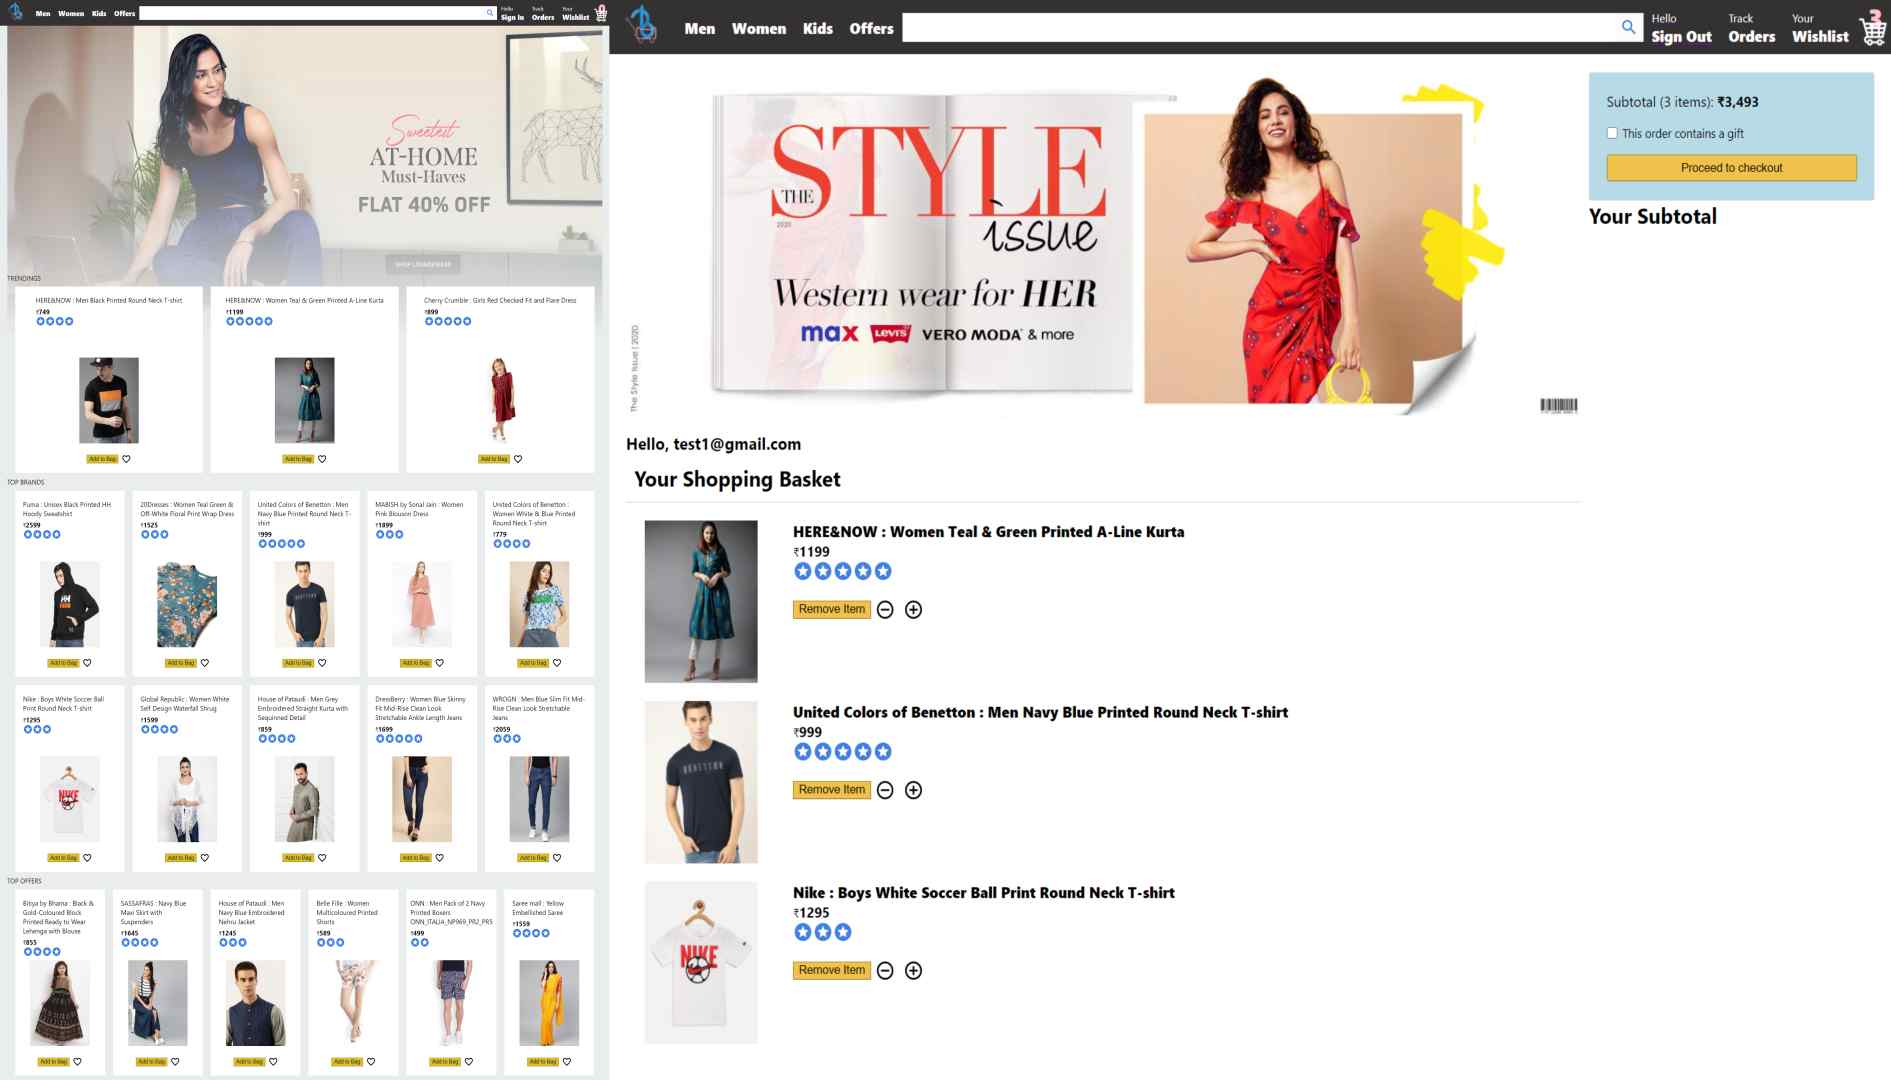 Men Women Kids Offers
Hello
Sign In
Track
Orders
Your
Wishlist
0
Sweetest
AT-HOME
Must-Haves
FLAT 40% OFF
SHOP LOUNGEWEAR
TRENDINGS
HERE&NOW : Men Black Printed Round Neck T-shirt
₹749
Add to Bag
HERE&NOW : Women Teal & Green Printed A-Line Kurta
₹1199
Add to Bag
Cherry Crumble : Girls Red Checked Fit and Flare Dress
₹899
Add to Bag
TOP BRANDS
Puma : Unisex Black Printed HH
Hoody Sweatshirt
₹2599
Add to Bag
20Dresses : Women Teal Green &
Off-White Floral Print Wrap Dress
₹1525
Add to Bag
United Colors of Benetton : Men
Navy Blue Printed Round Neck T-
shirt
₹999
Add to Bag
MABISH by Sonal Jain : Women
Pink Blouson Dress
₹1899
Add to Bag
United Colors of Benetton :
Women White & Blue Printed
Round Neck T-shirt
₹779
Add to Bag
Nike : Boys White Soccer Ball
Print Round Neck T-shirt
₹1295
NIKE
Add to Bag
Global Republic : Women White
Self Design Waterfall Shrug
₹1599
Add to Bag
House of Pataudi : Men Grey
Embroidered Straight Kurta with
Sequinned Detail
₹859
Add to Bag
DressBerry : Women Blue Skinny
Fit Mid-Rise Clean Look
Stretchable Ankle Length Jeans
₹1699
Add to Bag
WROGN : Men Blue Slim Fit Mid-
Rise Clean Look Stretchable
Jeans
₹2059
Add to Bag
TOP OFFERS
Bitiya by Bhama : Black &
Gold-Coloured Block
Printed Ready to Wear
Lehenga with Blouse
₹855
Add to Bag
SASSAFRAS : Navy Blue
Maxi Skirt with
Suspenders
₹1645
Add to Bag
House of Pataudi : Men
Navy Blue Embroidered
Nehru Jacket
₹1245
Add to Bag
Belle Fille : Women
Multicoloured Printed
Shorts
₹589
Add to Bag
ONN : Men Pack of 2 Navy
Printed Boxers
ONN_ITALIA_NP969_PR2_PR5
₹499
Add to Bag
Saree mall : Yellow
Embellished Saree
₹1559
Add to Bag
Men Women Kids Offers
Hello
Sign Out
Track
Orders
Your
Wishlist
3
THE
STYLE
2020
issue
Western wear for HER
max Levi's VERO MODA & more
The Style Issue | 2020
Subtotal (3 items): ₹3,493
This order contains a gift
Proceed to checkout
Your Subtotal
Hello, test1@gmail.com
Your Shopping Basket
HERE&NOW : Women Teal & Green Printed A-Line Kurta
₹1199
Remove Item
United Colors of Benetton : Men Navy Blue Printed Round Neck T-shirt
₹999
BENETTON
Remove Item
Nike : Boys White Soccer Ball Print Round Neck T-shirt
₹1295
NIKE
Remove Item